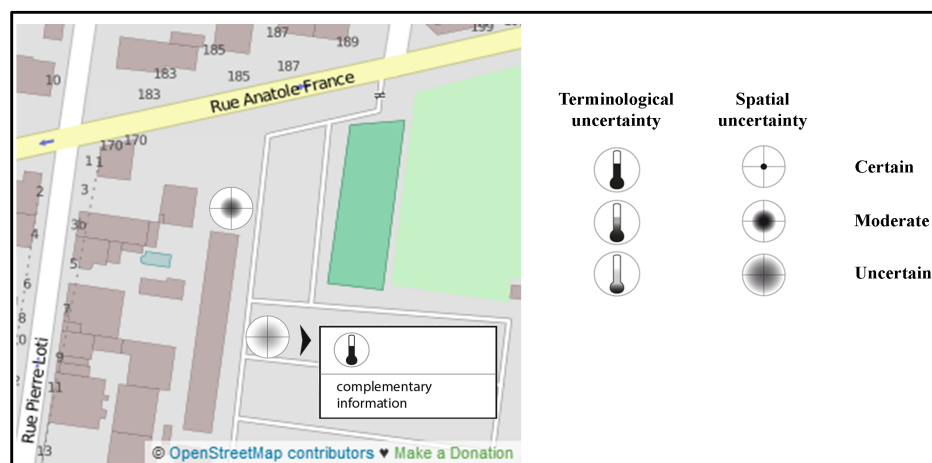 199
187
189
185
187
185
183
183
10
Rue Anatole France
170
170
1
1
3
2
3b
4
5
6
7
8
9
11
13
Rue Pierre-Loti
complementary
information
© OpenStreetMap contributors ♥ Make a Donation
Terminological
uncertainty
Spatial
uncertainty
Certain
Moderate
Uncertain